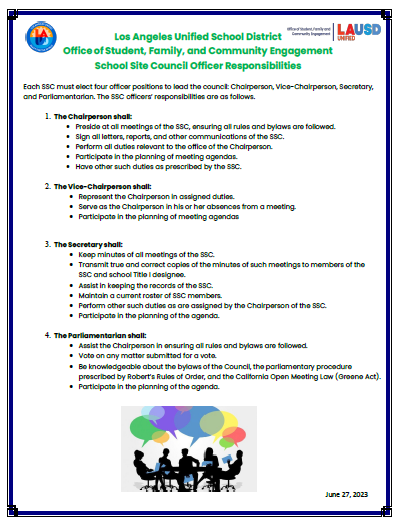 Los Angeles Unified School District
Office of Student, Family, and Community Engagement
School Site Council Officer Responsibilities
Office of Student, Family and
Community Engagement
LAUSD
UNIFIED
Each SSC must elect four officer positions to lead the council: Chairperson, Vice-Chairperson, Secretary,
and Parliamentarian. The SSC officers' responsibilities are as follows.
1. The Chairperson shall:
• Preside at all meetings of the SSC, ensuring all rules and bylaws are followed.
• Sign all letters, reports, and other communications of the SSC.
• Perform all duties relevant to the office of the Chairperson.
• Participate in the planning of meeting agendas.
• Have other such duties as prescribed by the SSC.
2. The Vice-Chairperson shall:
• Represent the Chairperson in assigned duties.
• Serve as the Chairperson in his or her absences from a meeting.
• Participate in the planning of meeting agendas
3. The Secretary shall:
• Keep minutes of all meetings of the SSC.
• Transmit true and correct copies of the minutes of such meetings to members of the
SSC and school Title I designee.
• Assist in keeping the records of the SSC.
• Maintain a current roster of SSC members.
• Perform other such duties as are assigned by the Chairperson of the SSC.
• Participate in the planning of the agenda.
4. The Parliamentarian shall:
• Assist the Chairperson in ensuring all rules and bylaws are followed.
• Vote on any matter submitted for a vote.
• Be knowledgeable about the bylaws of the Council, the parliamentary procedure
prescribed by Robert's Rules of Order, and the California Open Meeting Law (Greene Act).
• Participate in the planning of the agenda.
June 27, 2023